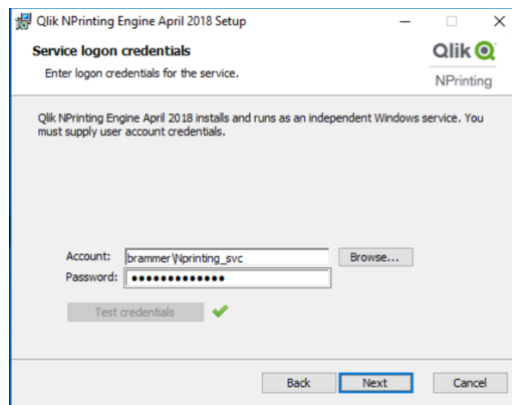 Qlik NPrinting Engine April 2018 Setup
Service logon credentials
Enter logon credentials for the service.
Qlik
NPrinting
Qlik NPrinting Engine April 2018 installs and runs as an independent Windows service. You
must supply user account credentials.
Account: brammer\Nprinting_svc Browse...
Password: ●●●●●●●●●●●●●
Test credentials
Back Next Cancel